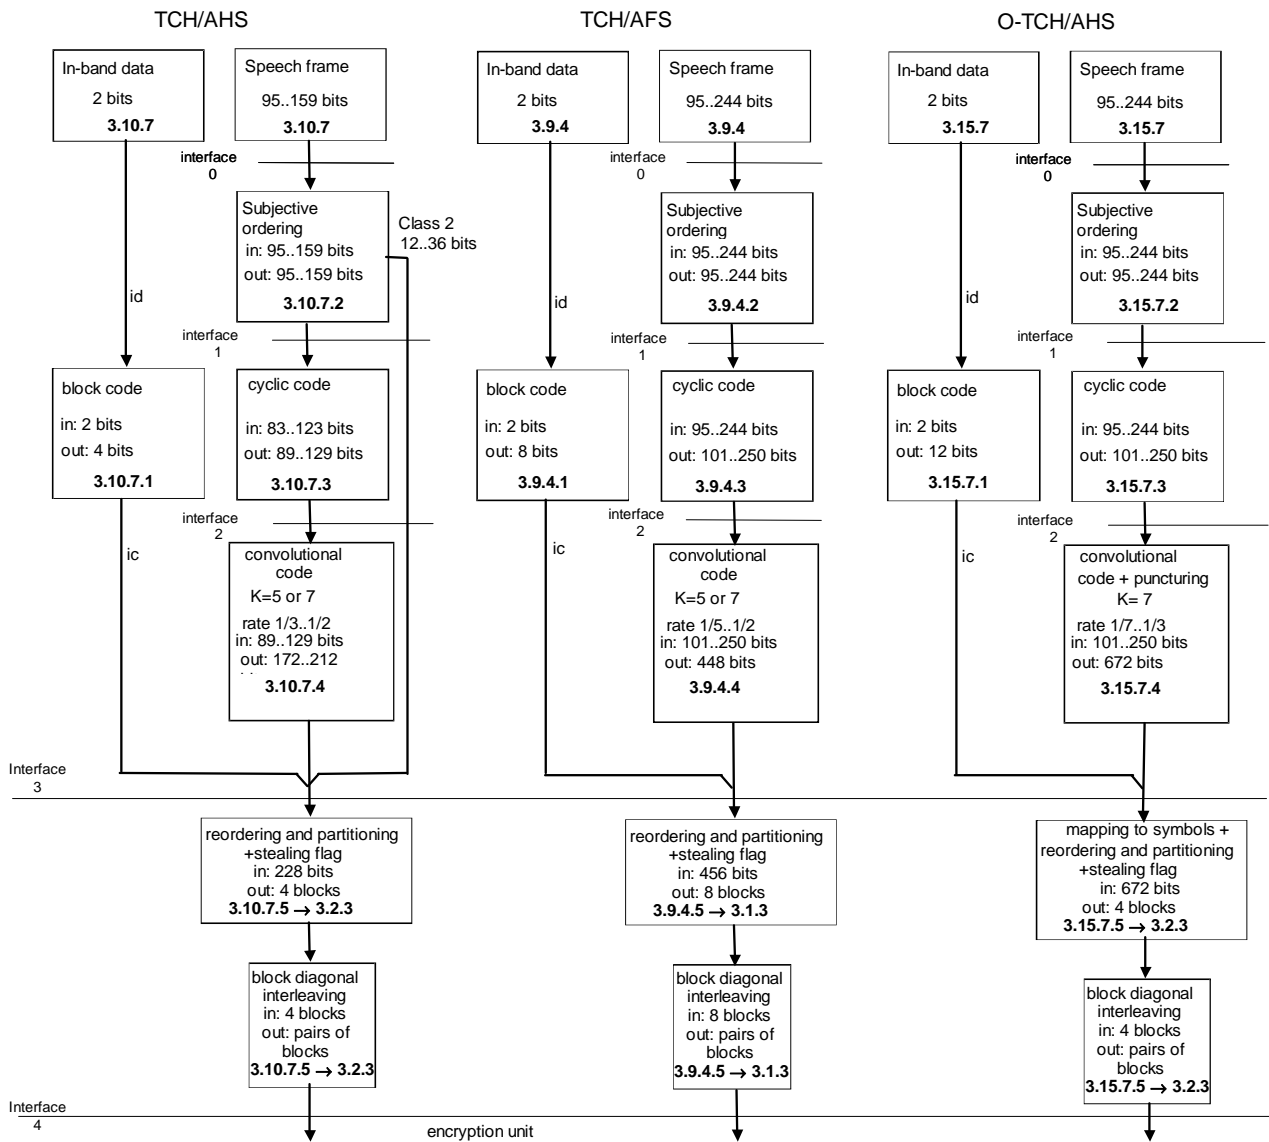 TCH/AHS
In-band data
2 bits
3.10.7
Speech frame
95..159 bits
3.10.7
interface
0
Subjective
ordering
in: 95..159 bits
out: 95..159 bits
3.10.7.2
Class 2
12..36 bits
id
interface
1
block code
in: 2 bits
out: 4 bits
3.10.7.1
cyclic code
in: 83..123 bits
out: 89..129 bits
3.10.7.3
interface
2
ic
convolutional
code
K=5 or 7
rate 1/3..1/2
in: 89..129 bits
out: 172..212
3.10.7.4
TCH/AFS
In-band data
2 bits
3.9.4
Speech frame
95..244 bits
3.9.4
interface
0
Subjective
ordering
in: 95..244 bits
out: 95..244 bits
3.9.4.2
id
interface
1
block code
in: 2 bits
out: 8 bits
3.9.4.1
cyclic code
in: 95..244 bits
out: 101..250 bits
3.9.4.3
interface
2
ic
convolutional
code
K=5 or 7
rate 1/5..1/2
in: 101..250 bits
out: 448 bits
3.9.4.4
O-TCH/AHS
In-band data
2 bits
3.15.7
Speech frame
95..244 bits
3.15.7
interface
0
Subjective
ordering
in: 95..244 bits
out: 95..244 bits
3.15.7.2
id
interface
1
block code
in: 2 bits
out: 12 bits
3.15.7.1
cyclic code
in: 95..244 bits
out: 101..250 bits
3.15.7.3
interface
2
ic
convolutional
code + puncturing
K= 7
rate 1/7..1/3
in: 101..250 bits
out: 672 bits
3.15.7.4
Interface
3
reordering and partitioning
+stealing flag
in: 228 bits
out: 4 blocks
3.10.7.5 → 3.2.3
block diagonal
interleaving
in: 4 blocks
out: pairs of
blocks
3.10.7.5 → 3.2.3
reordering and partitioning
+stealing flag
in: 456 bits
out: 8 blocks
3.9.4.5 → 3.1.3
block diagonal
interleaving
in: 8 blocks
out: pairs of
blocks
3.9.4.5 → 3.1.3
mapping to symbols +
reordering and partitioning
+stealing flag
in: 672 bits
out: 4 blocks
3.15.7.5 → 3.2.3
block diagonal
interleaving
in: 4 blocks
out: pairs of
blocks
3.15.7.5 → 3.2.3
Interface
4
encryption unit